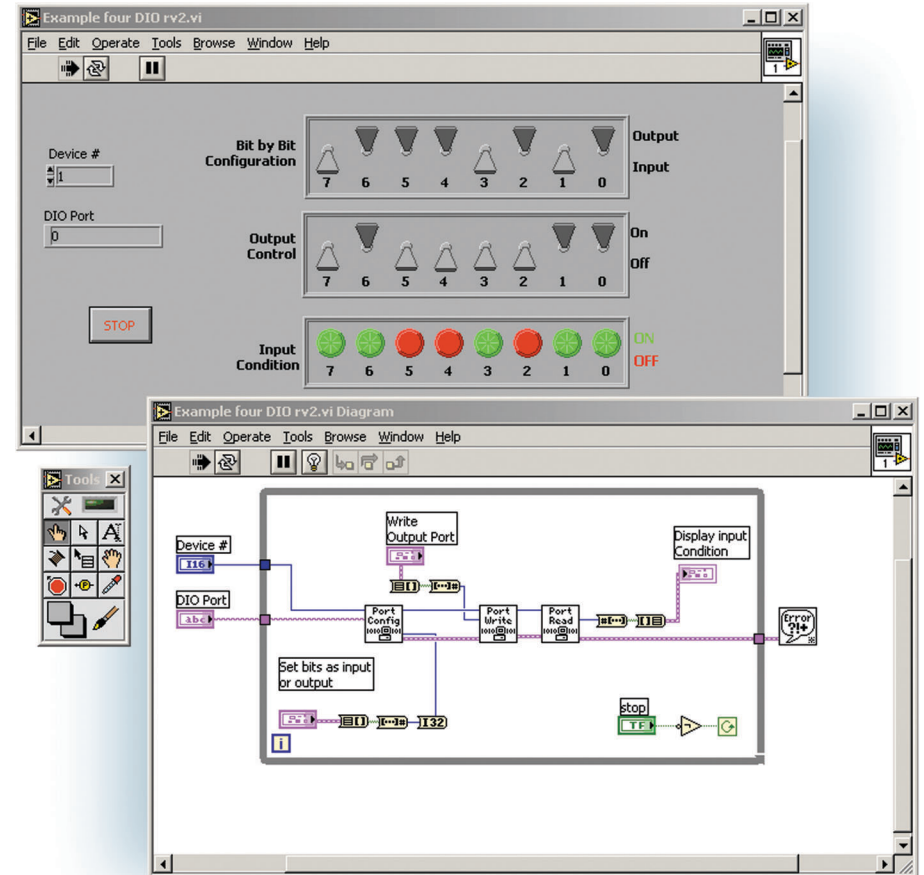 Example four DIO rv2.vi
File Edit Operate Tools Browse Window Help
1
Device #
1
DIO Port
0
STOP
Bit by Bit
Configuration
7 6 5 4 3 2 1 0
Output
Input
Output
Control
7 6 5 4 3 2 1 0
On
Off
Input
Condition
7 6 5 4 3 2 1 0
ON
OFF
Example four DIO rv2.vi Diagram
File Edit Operate Tools Browse Window Help
1
Tools
A
P
Device #
I16
DIO Port
abc
Write
Output Port
Port
Config
Port
Write
Port
Read
Display input
Condition
Error
?!+
Set bits as input
or output
I32
i
stop
TF